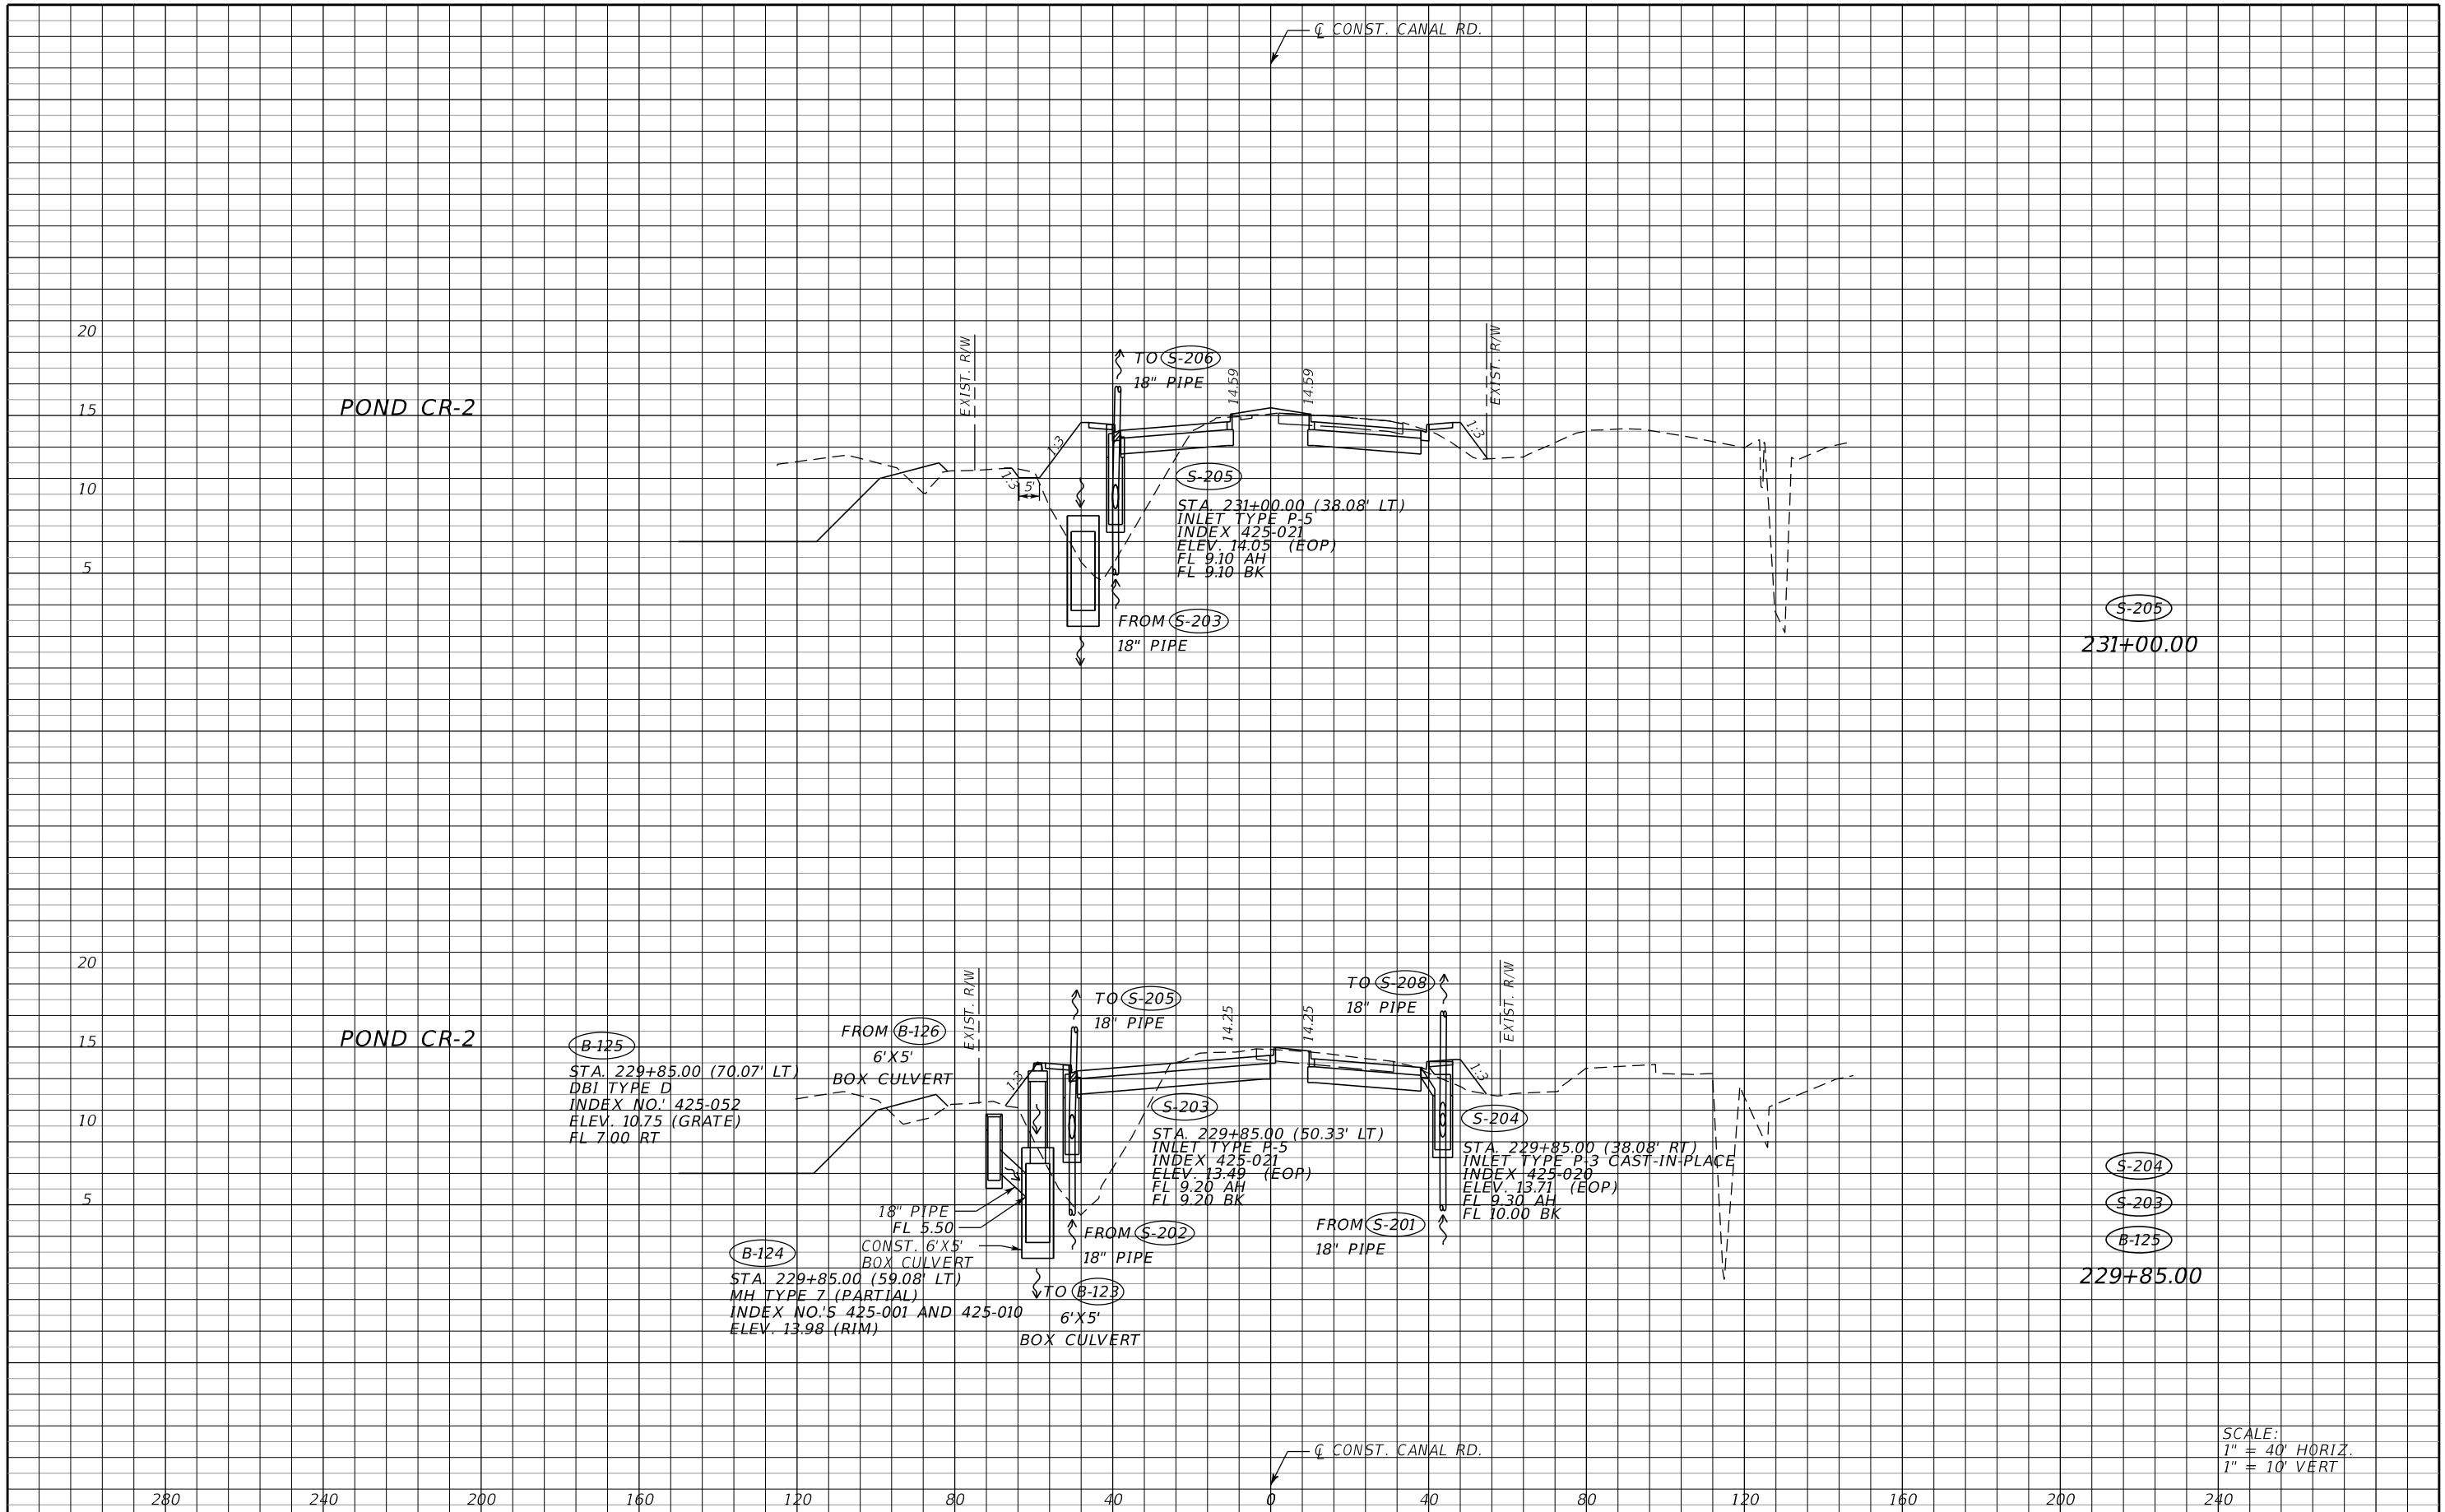 ℄ CONST. CANAL RD.
20
15
10
5
POND CR-2
EXIST. R/W
TO S-206
18" PIPE
14.59
14.59
EXIST. R/W
1:3
1:3
1:3
5'
S-205
STA. 231+00.00 (38.08' LT)
INLET TYPE P-5
INDEX 425-021
ELEV. 14.05 (EOP)
FL 9.10 AH
FL 9.10 BK
FROM S-203
18" PIPE
S-205
231+00.00
20
15
10
5
POND CR-2
B-125
STA. 229+85.00 (70.07' LT)
DBI TYPE D
INDEX NO.' 425-052
ELEV. 10.75 (GRATE)
FL 7.00 RT
FROM B-126
6'X5'
BOX CULVERT
EXIST. R/W
TO S-205
18" PIPE
14.25
14.25
TO S-208
18" PIPE
EXIST. R/W
1:3
1:3
S-203
STA. 229+85.00 (50.33' LT)
INLET TYPE P-5
INDEX 425-021
ELEV. 13.49 (EOP)
FL 9.20 AH
FL 9.20 BK
S-204
STA. 229+85.00 (38.08' RT)
INLET TYPE P-3 CAST-IN-PLACE
INDEX 425-020
ELEV. 13.71 (EOP)
FL 9.30 AH
FL 10.00 BK
18" PIPE
FL 5.50
CONST. 6'X5'
BOX CULVERT
FROM S-202
18" PIPE
FROM S-201
18" PIPE
B-124
STA. 229+85.00 (59.08' LT)
MH TYPE 7 (PARTIAL)
INDEX NO.'S 425-001 AND 425-010
ELEV. 13.98 (RIM)
TO B-123
6'X5'
BOX CULVERT
S-204
S-203
B-125
229+85.00
℄ CONST. CANAL RD.
SCALE:
1" = 40' HORIZ.
1" = 10' VERT
280 240 200 160 120 80 40 0 40 80 120 160 200 240